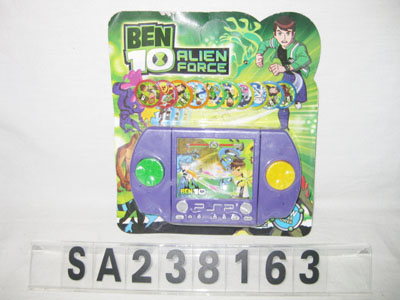 BEN
10 ALIEN
FORCE
BEN 10
PSP
SA238163